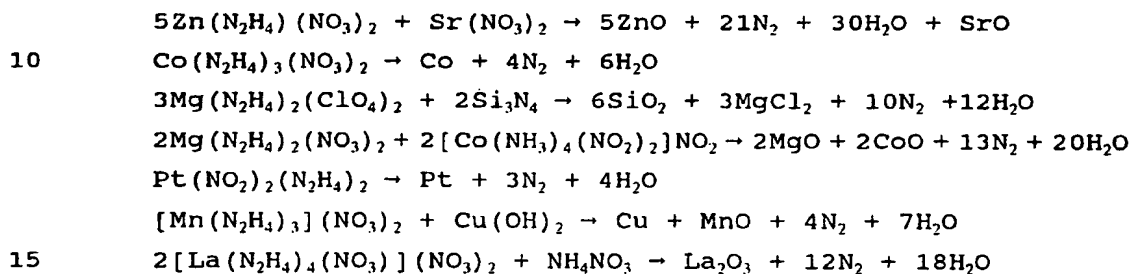 5Zn(N₂H₄)(NO₃)₂ + Sr(NO₃)₂ → 5ZnO + 21N₂ + 30H₂O + SrO
10 Co(N₂H₄)₃(NO₃)₂ → Co + 4N₂ + 6H₂O
3Mg(N₂H₄)₂(ClO₄)₂ + 2Si₃N₄ → 6SiO₂ + 3MgCl₂ + 10N₂ +12H₂O
2Mg(N₂H₄)₂(NO₃)₂ + 2[Co(NH₃)₄(NO₂)₂]NO₂ → 2MgO + 2CoO + 13N₂ + 20H₂O
Pt(NO₂)₂(N₂H₄)₂ → Pt + 3N₂ + 4H₂O
[Mn(N₂H₄)₃](NO₃)₂ + Cu(OH)₂ → Cu + MnO + 4N₂ + 7H₂O
15 2[La(N₂H₄)₄(NO₃)](NO₃)₂ + NH₄NO₃ → La₂O₃ + 12N₂ + 18H₂O